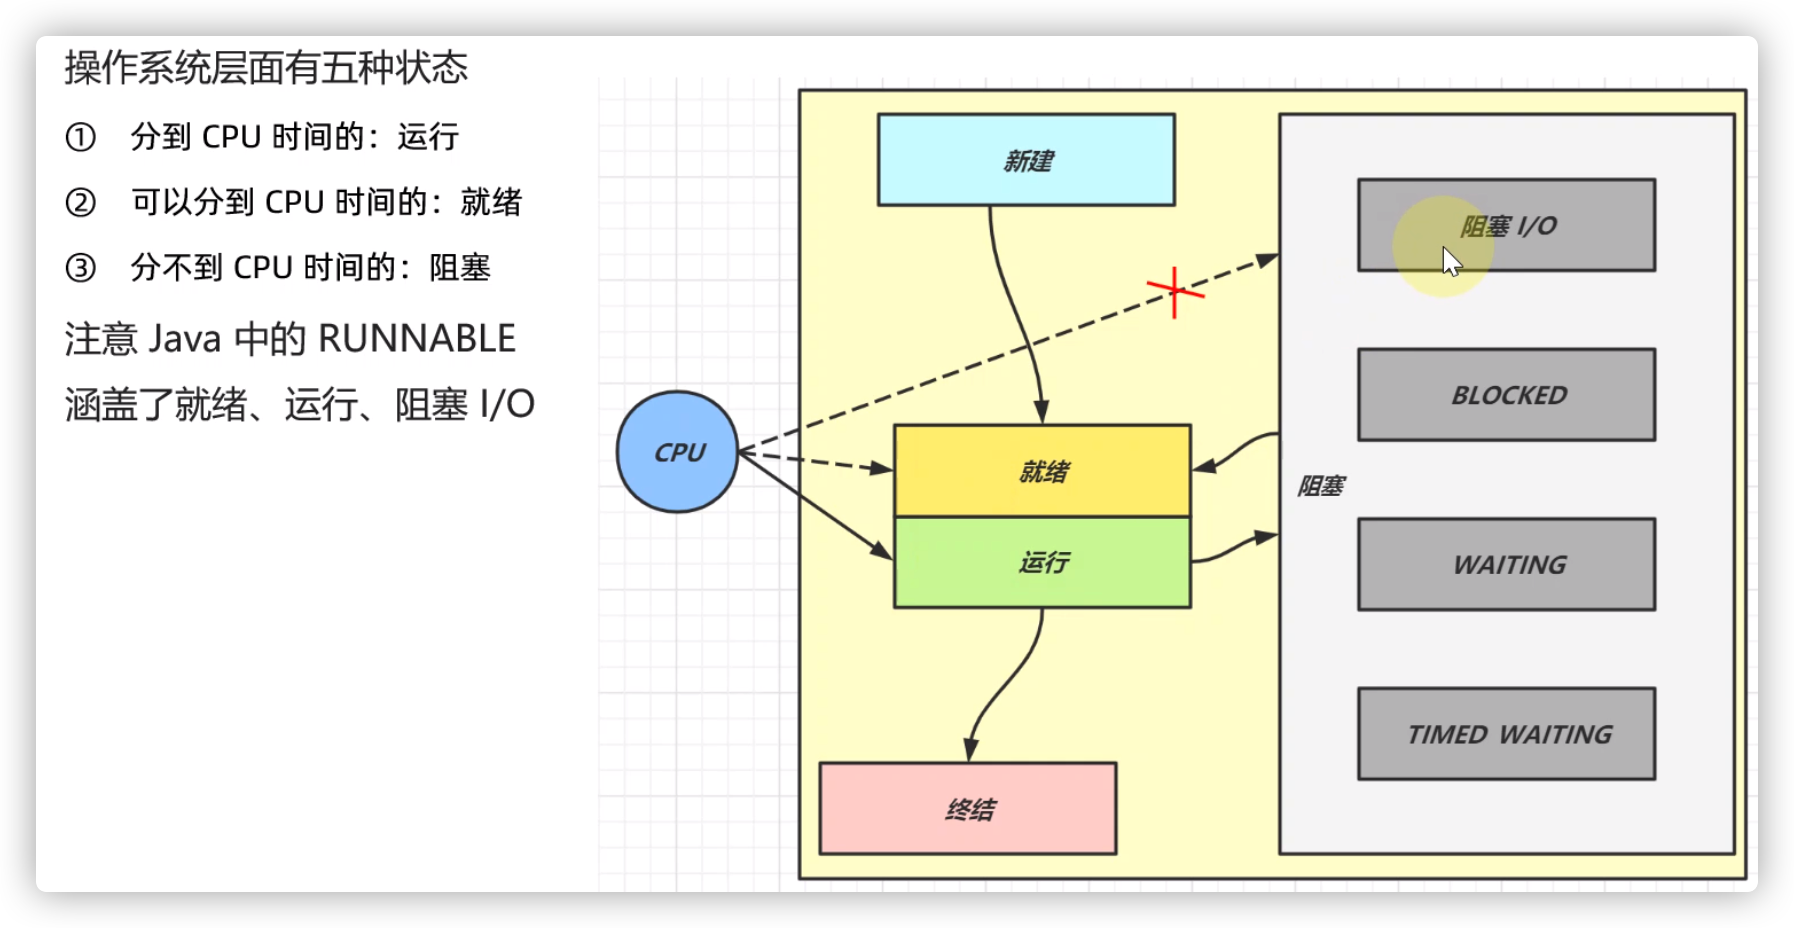 操作系统层面有五种状态
① 分到 CPU 时间的：运行
② 可以分到 CPU 时间的：就绪
③ 分不到 CPU 时间的：阻塞
注意 Java 中的 RUNNABLE
涵盖了就绪、运行、阻塞 I/O
新建
阻塞 I/O
BLOCKED
CPU
就绪
阻塞
运行
WAITING
TIMED WAITING
终结